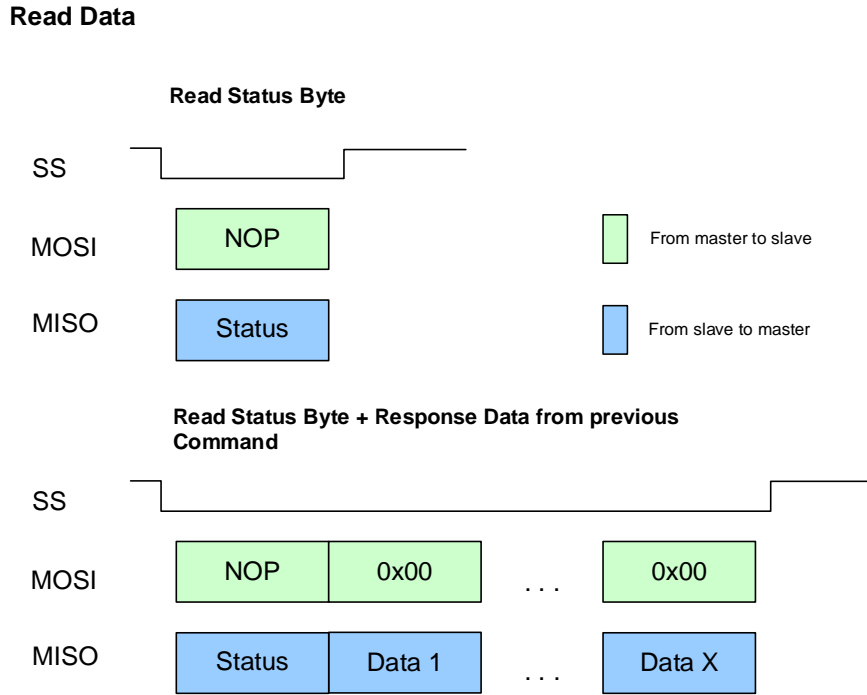 Read Data
Read Status Byte
SS
MOSI
NOP
From master to slave
MISO
Status
From slave to master
Read Status Byte + Response Data from previous
Command
SS
MOSI
NOP
0x00
. . .
0x00
MISO
Status
Data 1
. . .
Data X